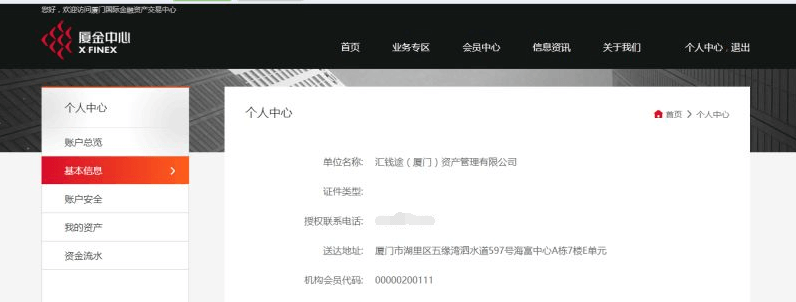 您好，欢迎访问厦门国际金融资产交易中心
厦金中心
X FINEX
首页 业务专区 会员中心 信息资讯 关于我们 个人中心 . 退出
个人中心
账户总览
基本信息
账户安全
我的资产
资金流水
个人中心
首页 > 个人中心
单位名称: 汇钱途（厦门）资产管理有限公司
证件类型:
授权联系电话:
送达地址: 厦门市湖里区五缘湾泗水道597号海富中心A栋7楼E单元
机构会员代码: 00000200111